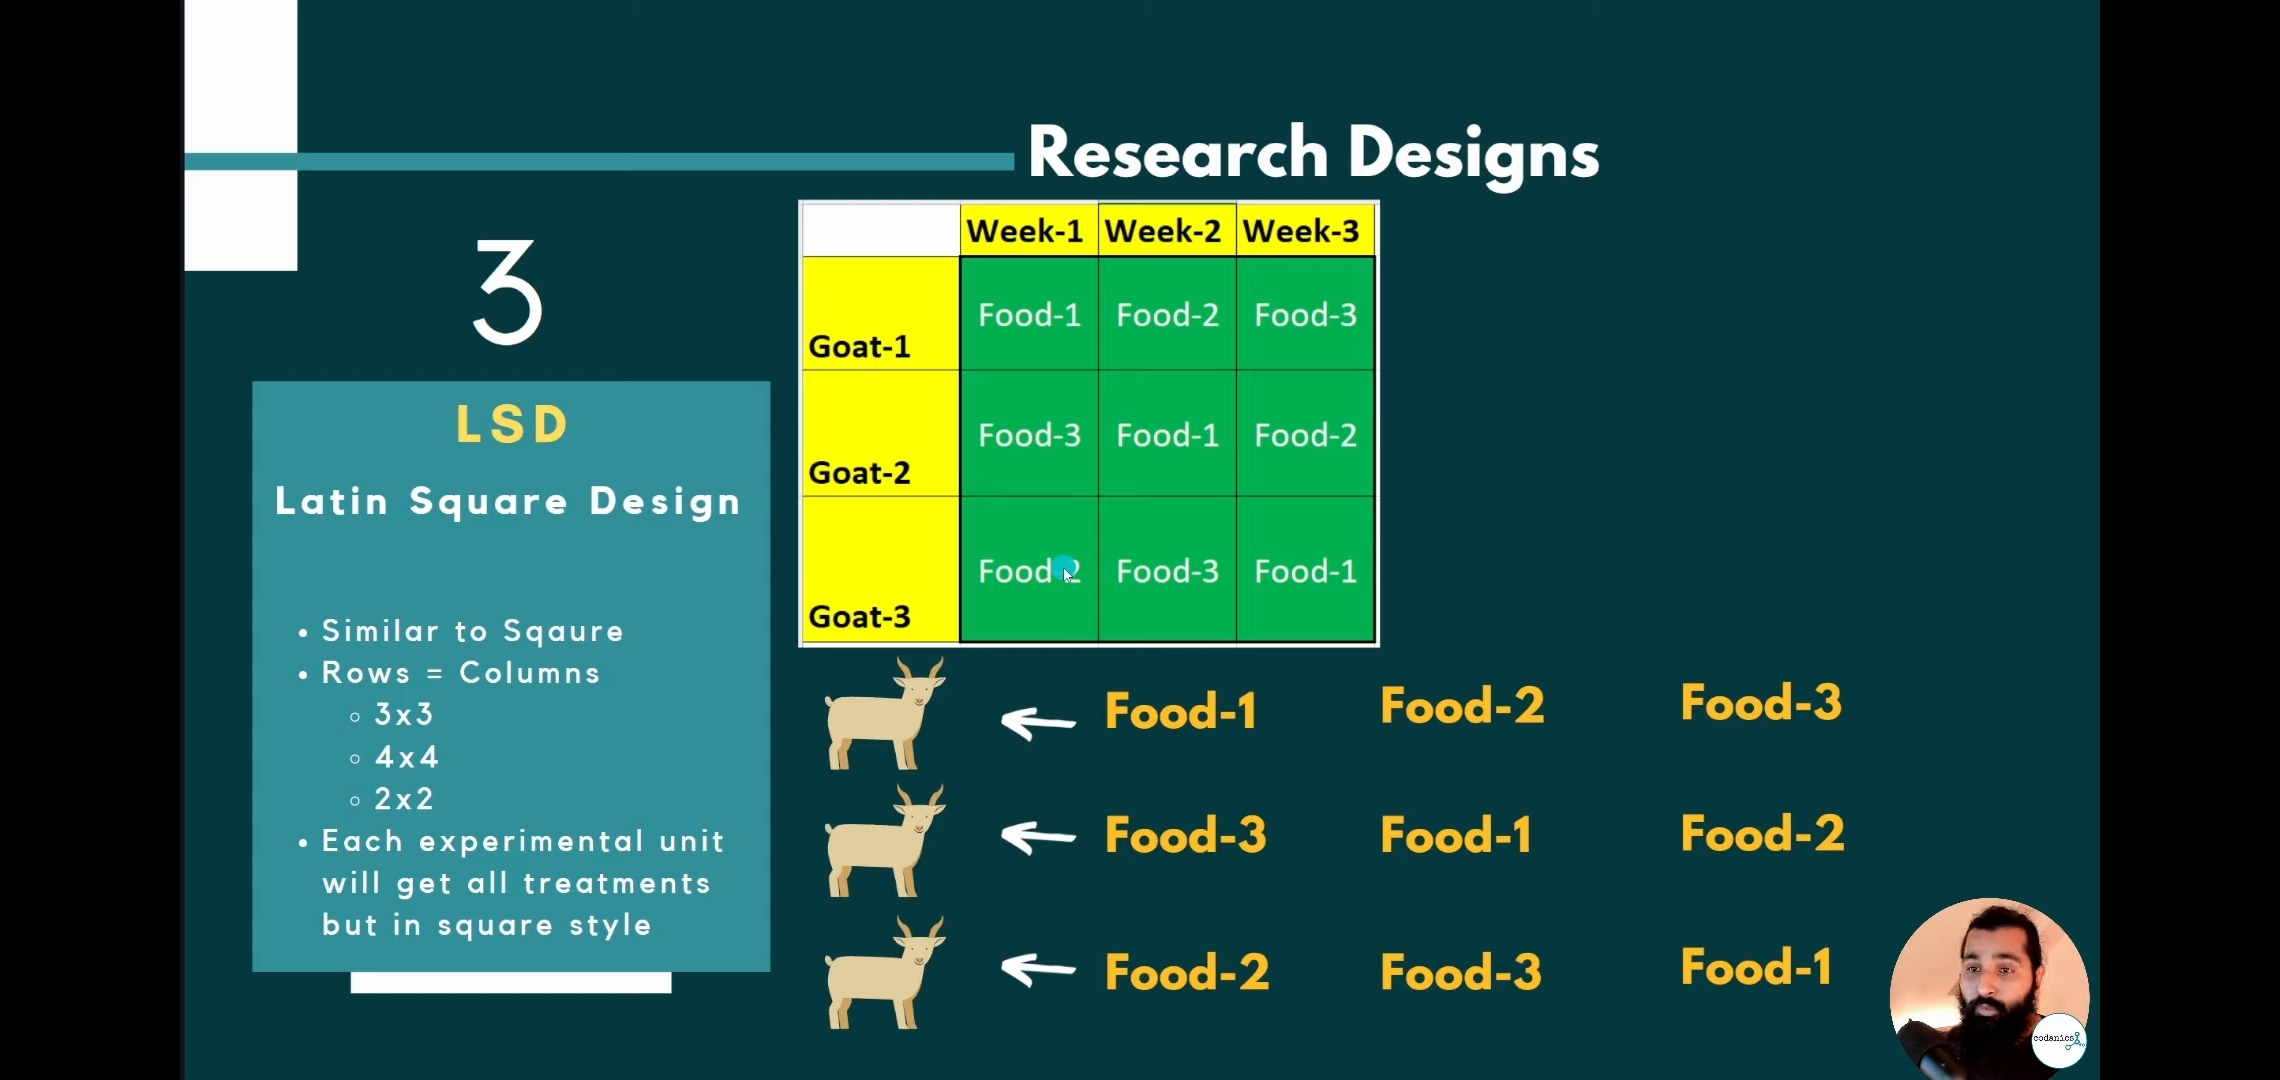 Research Designs
3
LSD
Latin Square Design
• Similar to Sqaure
• Rows = Columns
◦ 3x3
◦ 4x4
◦ 2x2
• Each experimental unit
will get all treatments
but in square style
Week-1 Week-2 Week-3
Goat-1 Food-1 Food-2 Food-3
Goat-2 Food-3 Food-1 Food-2
Goat-3 Food-2 Food-3 Food-1
Food-1 Food-2 Food-3
Food-3 Food-1 Food-2
Food-2 Food-3 Food-1
codanics